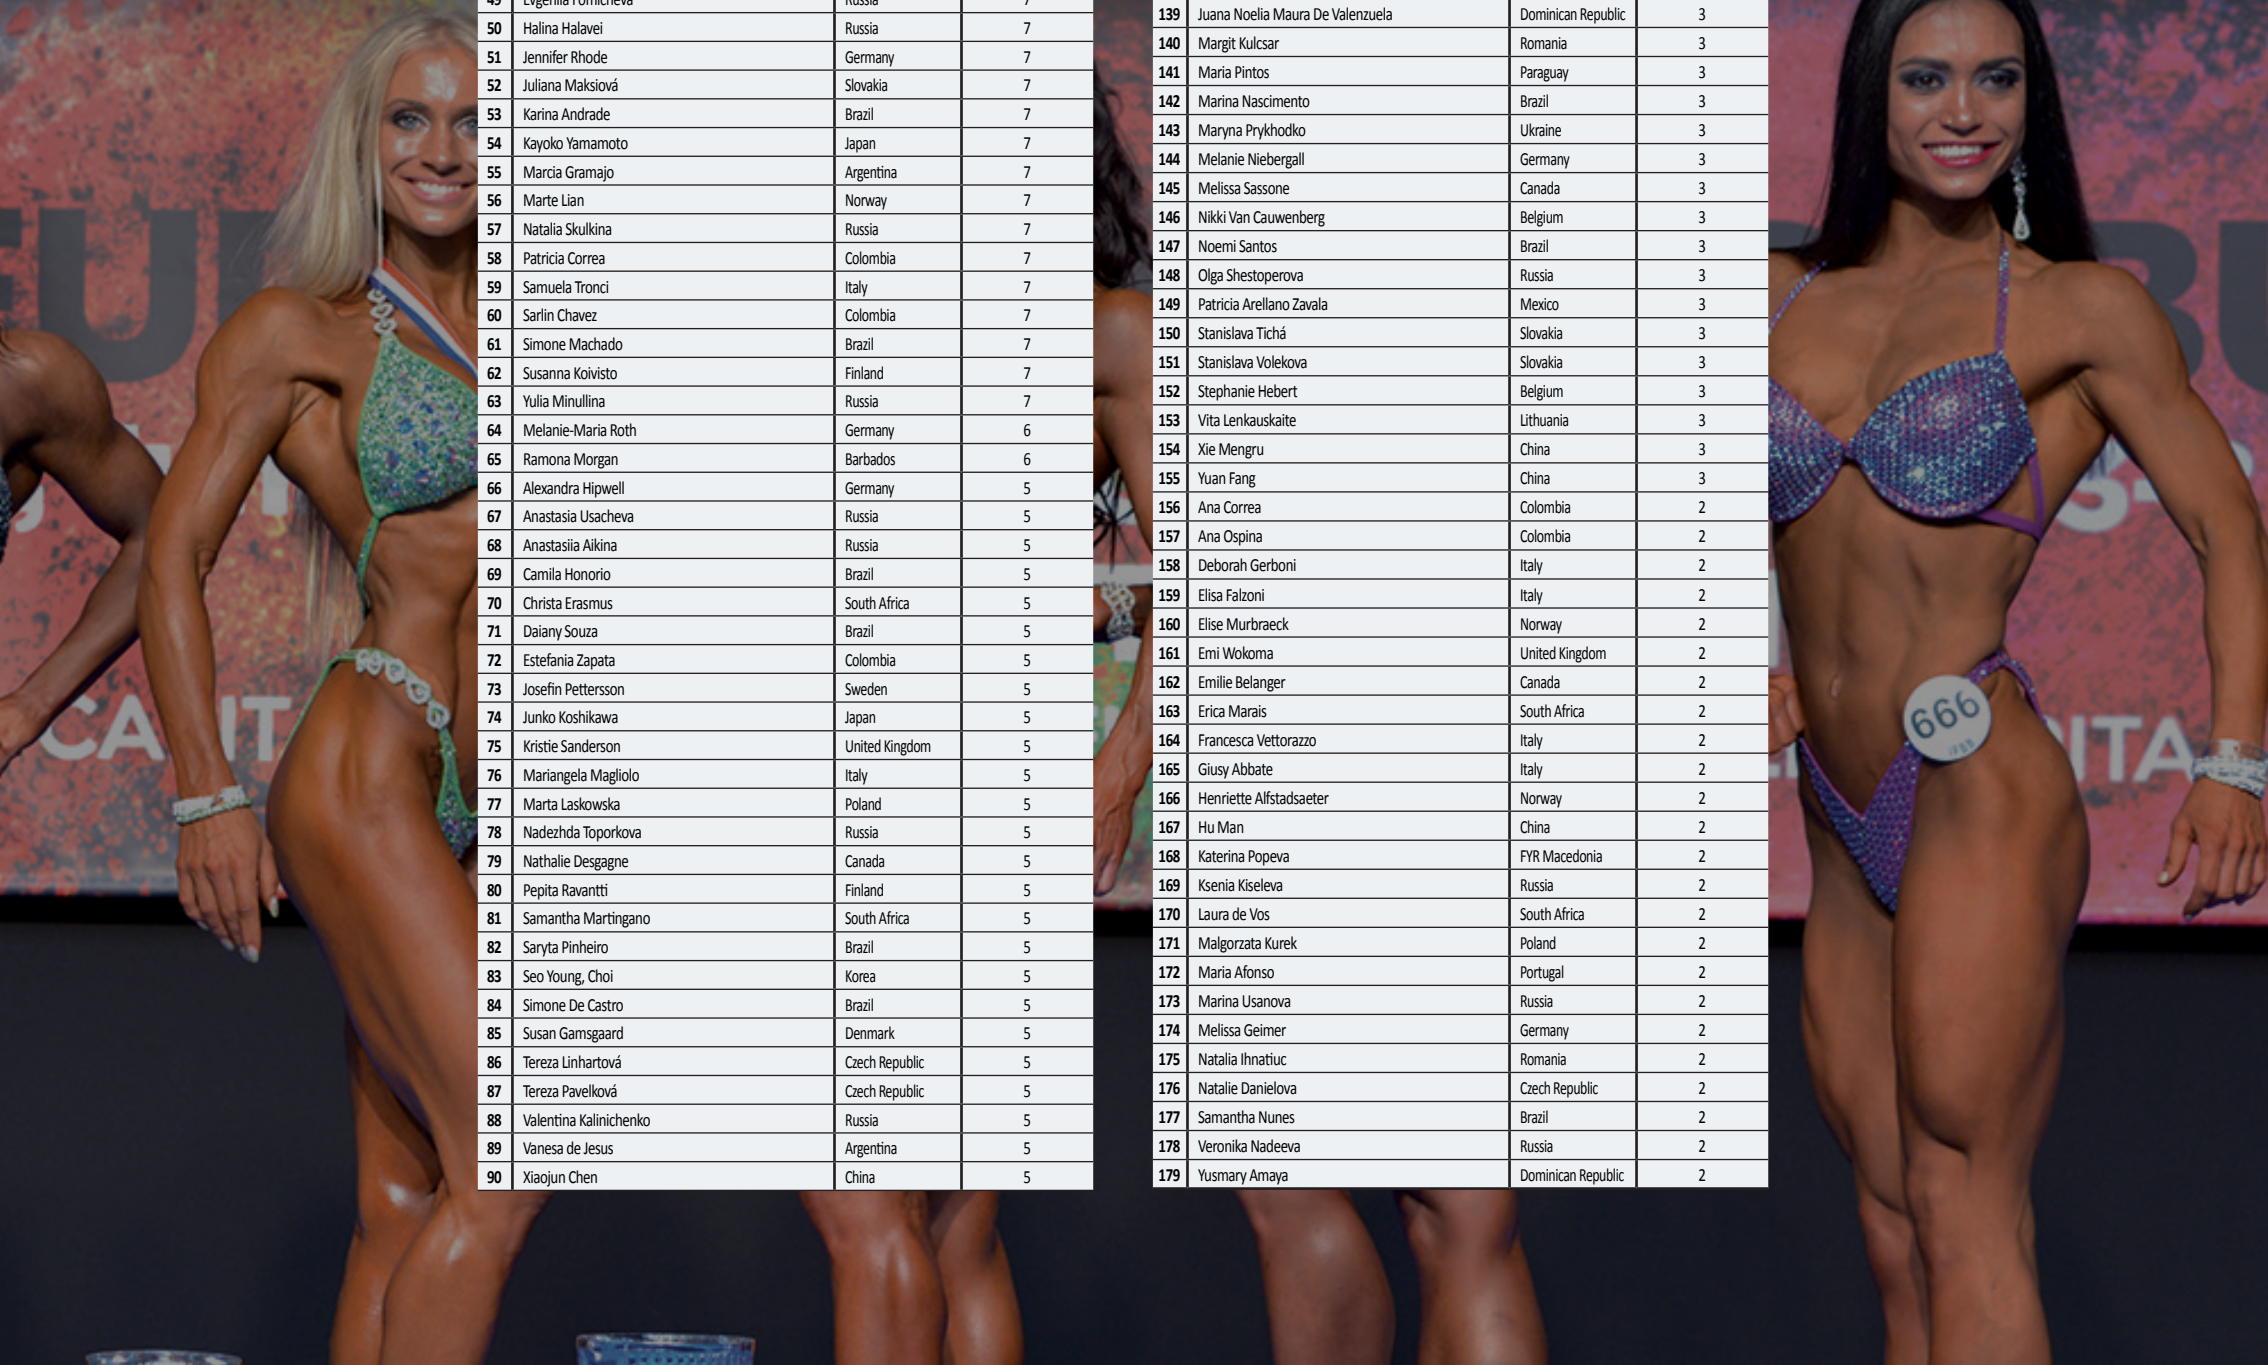 49 Evgeniia Fomicheva Russia 7
50 Halina Halavei Russia 7
51 Jennifer Rhode Germany 7
52 Juliana Maksiová Slovakia 7
53 Karina Andrade Brazil 7
54 Kayoko Yamamoto Japan 7
55 Marcia Gramajo Argentina 7
56 Marte Lian Norway 7
57 Natalia Skulkina Russia 7
58 Patricia Correa Colombia 7
59 Samuela Tronci Italy 7
60 Sarlin Chavez Colombia 7
61 Simone Machado Brazil 7
62 Susanna Koivisto Finland 7
63 Yulia Minullina Russia 7
64 Melanie-Maria Roth Germany 6
65 Ramona Morgan Barbados 6
66 Alexandra Hipwell Germany 5
67 Anastasia Usacheva Russia 5
68 Anastasiia Aikina Russia 5
69 Camila Honorio Brazil 5
70 Christa Erasmus South Africa 5
71 Daiany Souza Brazil 5
72 Estefania Zapata Colombia 5
73 Josefin Pettersson Sweden 5
74 Junko Koshikawa Japan 5
75 Kristie Sanderson United Kingdom 5
76 Mariangela Magliolo Italy 5
77 Marta Laskowska Poland 5
78 Nadezhda Toporkova Russia 5
79 Nathalie Desgagne Canada 5
80 Pepita Ravantti Finland 5
81 Samantha Martingano South Africa 5
82 Saryta Pinheiro Brazil 5
83 Seo Young, Choi Korea 5
84 Simone De Castro Brazil 5
85 Susan Gamsgaard Denmark 5
86 Tereza Linhartová Czech Republic 5
87 Tereza Pavelková Czech Republic 5
88 Valentina Kalinichenko Russia 5
89 Vanesa de Jesus Argentina 5
90 Xiaojun Chen China 5
139 Juana Noelia Maura De Valenzuela Dominican Republic 3
140 Margit Kulcsar Romania 3
141 Maria Pintos Paraguay 3
142 Marina Nascimento Brazil 3
143 Maryna Prykhodko Ukraine 3
144 Melanie Niebergall Germany 3
145 Melissa Sassone Canada 3
146 Nikki Van Cauwenberg Belgium 3
147 Noemi Santos Brazil 3
148 Olga Shestoperova Russia 3
149 Patricia Arellano Zavala Mexico 3
150 Stanislava Tichá Slovakia 3
151 Stanislava Volekova Slovakia 3
152 Stephanie Hebert Belgium 3
153 Vita Lenkauskaite Lithuania 3
154 Xie Mengru China 3
155 Yuan Fang China 3
156 Ana Correa Colombia 2
157 Ana Ospina Colombia 2
158 Deborah Gerboni Italy 2
159 Elisa Falzoni Italy 2
160 Elise Murbraeck Norway 2
161 Emi Wokoma United Kingdom 2
162 Emilie Belanger Canada 2
163 Erica Marais South Africa 2
164 Francesca Vettorazzo Italy 2
165 Giusy Abbate Italy 2
166 Henriette Alfstadsaeter Norway 2
167 Hu Man China 2
168 Katerina Popeva FYR Macedonia 2
169 Ksenia Kiseleva Russia 2
170 Laura de Vos South Africa 2
171 Malgorzata Kurek Poland 2
172 Maria Afonso Portugal 2
173 Marina Usanova Russia 2
174 Melissa Geimer Germany 2
175 Natalia Ihnatiuc Romania 2
176 Natalie Danielova Czech Republic 2
177 Samantha Nunes Brazil 2
178 Veronika Nadeeva Russia 2
179 Yusmary Amaya Dominican Republic 2
666
IFBB